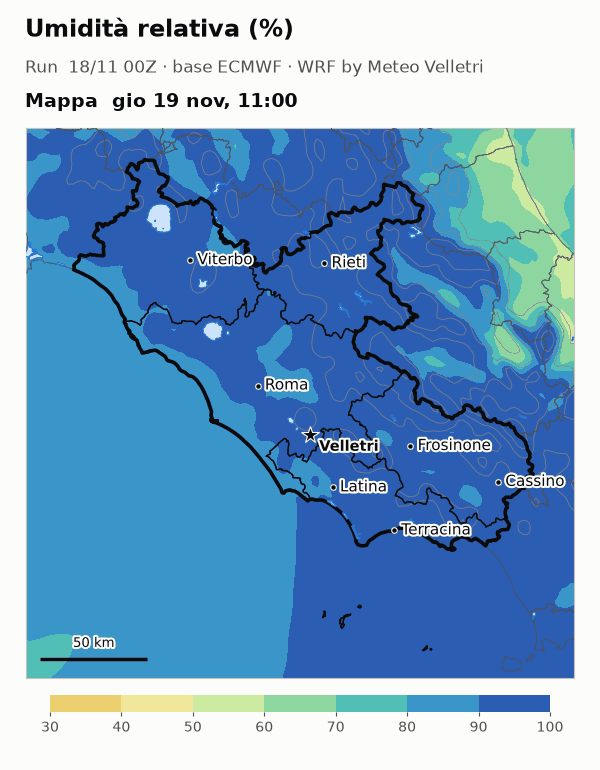 Umidità relativa (%)
Run 18/11 00Z · base ECMWF · WRF by Meteo Velletri
Mappa gio 19 nov, 11:00
Viterbo
Rieti
Roma
Velletri
Frosinone
Cassino
Latina
Terracina
50 km
30 40 50 60 70 80 90 100